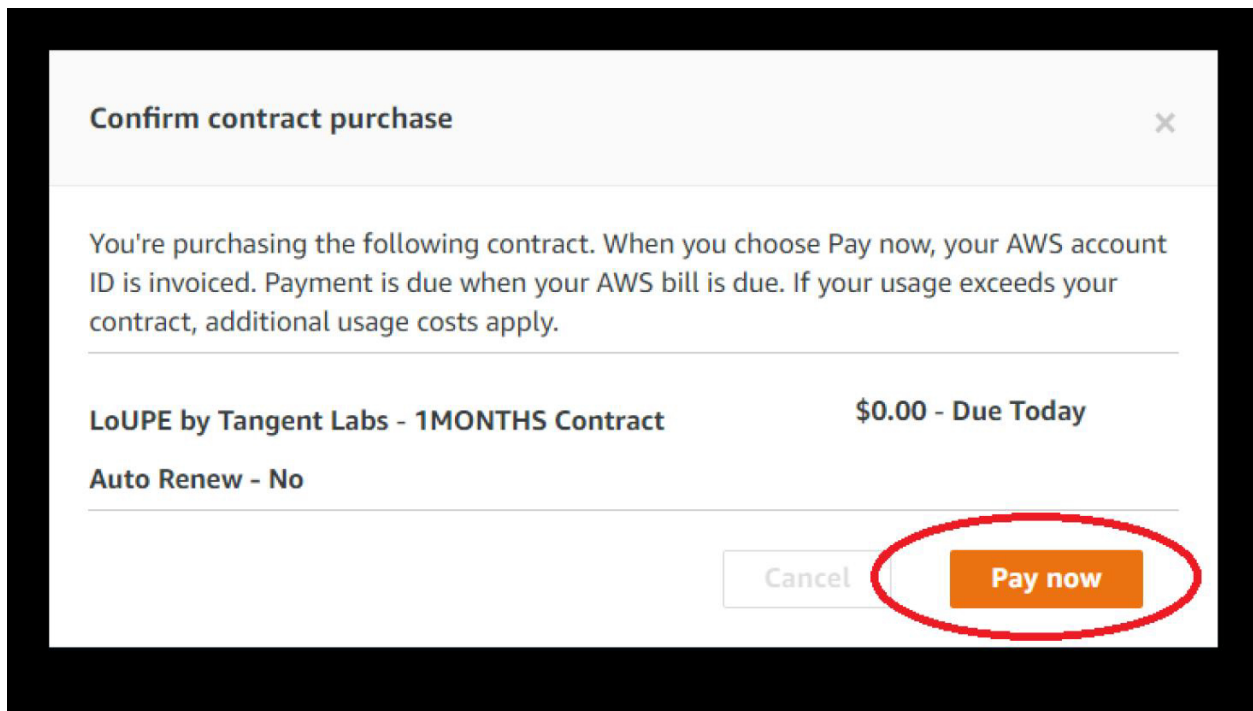 Confirm contract purchase
×
You're purchasing the following contract. When you choose Pay now, your AWS account
ID is invoiced. Payment is due when your AWS bill is due. If your usage exceeds your
contract, additional usage costs apply.
LoUPE by Tangent Labs - 1MONTHS Contract
$0.00 - Due Today
Auto Renew - No
Cancel
Pay now